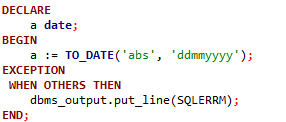 DECLARE
a date;
BEGIN
a := TO_DATE('abs', 'ddmmyyyy');
EXCEPTION
WHEN OTHERS THEN
dbms_output.put_line(SQLERRM);
END;